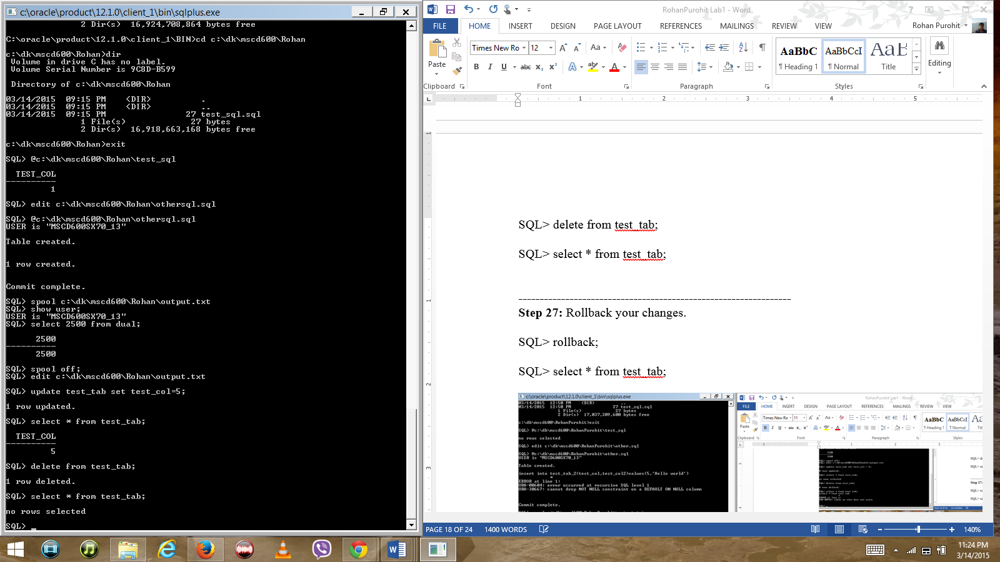 c:\oracle\product\12.1.0\client_1\bin\sqlplus.exe
2 Dir(s)  16,924,708,864 bytes free
C:\oracle\product\12.1.0\client_1\BIN>cd c:\dk\mscd600\Rohan
c:\dk\mscd600\Rohan>dir
Volume in drive C has no label.
Volume Serial Number is 9C8D-B599
Directory of c:\dk\mscd600\Rohan
03/14/2015  09:15 PM    <DIR>          .
03/14/2015  09:15 PM    <DIR>          ..
03/14/2015  09:15 PM                27 test_sql.sql
1 File(s)             27 bytes
2 Dir(s)  16,918,663,168 bytes free
c:\dk\mscd600\Rohan>exit
SQL> @c:\dk\mscd600\Rohan\test_sql
TEST_COL
----------
1
SQL> edit c:\dk\mscd600\Rohan\othersql.sql
SQL> @c:\dk\mscd600\Rohan\othersql.sql
USER is "MSCD600SX70_13"
Table created.
1 row created.
Commit complete.
SQL> spool c:\dk\mscd600\Rohan\output.txt
SQL> show user;
USER is "MSCD600SX70_13"
SQL> select 2500 from dual;
2500
----------
2500
SQL> spool off;
SQL> edit c:\dk\mscd600\Rohan\output.txt
SQL> update test_tab set test_col=5;
1 row updated.
SQL> select * from test_tab;
TEST_COL
----------
5
SQL> delete from test_tab;
1 row deleted.
SQL> select * from test_tab;
no rows selected
SQL> _
RohanPurohit Lab1 - Word
FILE HOME INSERT DESIGN PAGE LAYOUT REFERENCES MAILINGS REVIEW VIEW Rohan Purohit
Paste
Clipboard
Times New Ro 12
Font
Paragraph
AaBbC AaBbCcI AaB
¶ Heading 1 ¶ Normal Title
Styles
Editing
1 2 3 4 5
SQL> delete from test_tab;
SQL> select * from test_tab;
Step 27: Rollback your changes.
SQL> rollback;
SQL> select * from test_tab;
c:\oracle\product\12.1.0\client_1\bin\sqlplus.exe
03/14/2015  12:50 PM    <DIR>          ..
03/14/2015  12:50 PM                27 test_sql.sql
1 File(s)             27 bytes
2 Dir(s)  17,037,209,600 bytes free
c:\dk\mscd600\RohanPurohit>exit
SQL> @c:\dk\mscd600\RohanPurohit\test_sql
no rows selected
SQL> edit c:\dk\mscd600\RohanPurohit\other.sql
SQL> @c:\dk\mscd600\RohanPurohit\other.sql
USER is "MSCD600SX70_13"
Table created.
insert into test_tab_2(test_col,test_col2)values(5,'Hello world')
*
ERROR at line 1:
ORA-00604: error occurred at recursive SQL level 1
ORA-30667: cannot drop NOT NULL constraint on a DEFAULT ON NULL column
Commit complete.
RohanPurohit Lab1 - Word
FILE HOME INSERT DESIGN PAGE LAYOUT REFERENCES MAILINGS REVIEW VIEW
Paste
Clipboard
Times New Ro 11
Font
Paragraph
AaBbC AaBbCcI
¶ Heading 1 ¶ Normal Title
Styles
PAGE 18 OF 24 1400 WORDS 140%
11:24 PM
3/14/2015